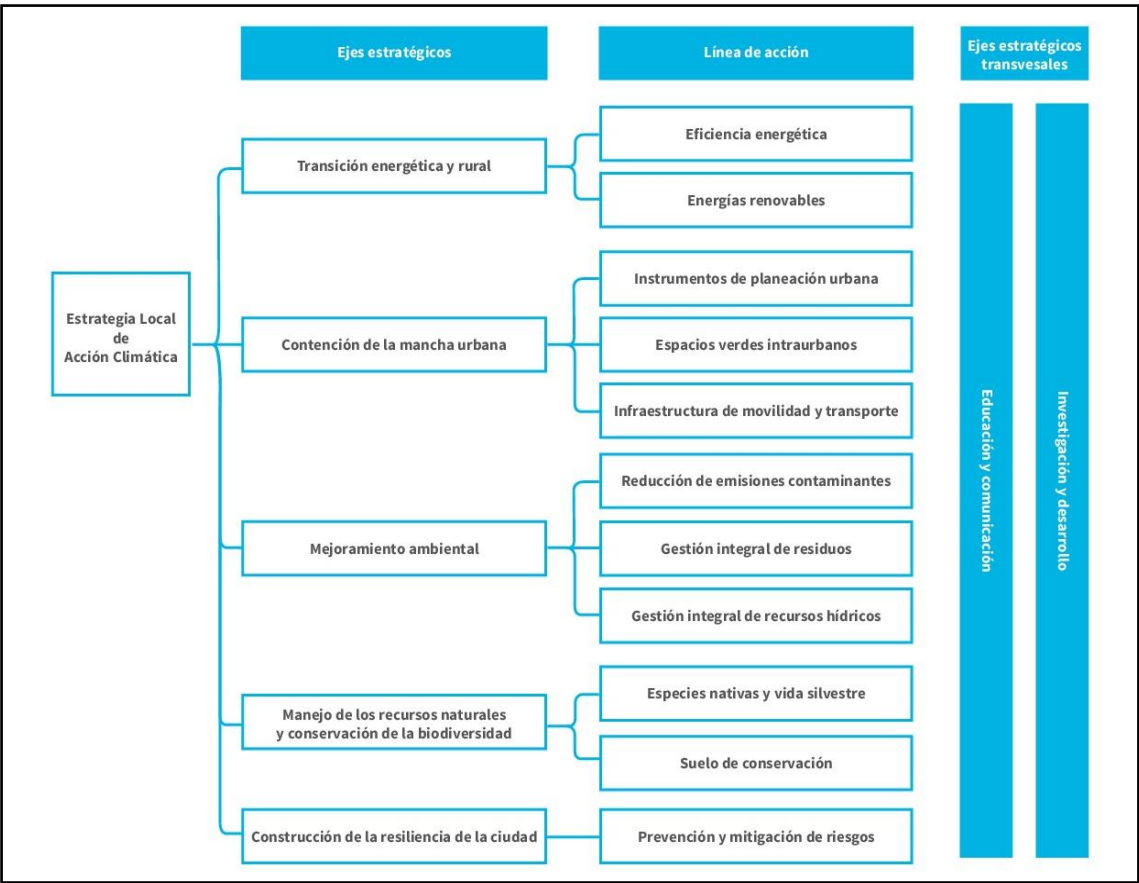 Ejes estratégicos
Línea de acción
Ejes estratégicos
transvesales
Estrategia Local
de
Acción Climática
Transición energética y rural
Eficiencia energética
Energías renovables
Contención de la mancha urbana
Instrumentos de planeación urbana
Espacios verdes intraurbanos
Infraestructura de movilidad y transporte
Mejoramiento ambiental
Reducción de emisiones contaminantes
Gestión integral de residuos
Gestión integral de recursos hídricos
Manejo de los recursos naturales
y conservación de la biodiversidad
Especies nativas y vida silvestre
Suelo de conservación
Construcción de la resiliencia de la ciudad
Prevención y mitigación de riesgos
Educación y comunicación
Investigación y desarrollo